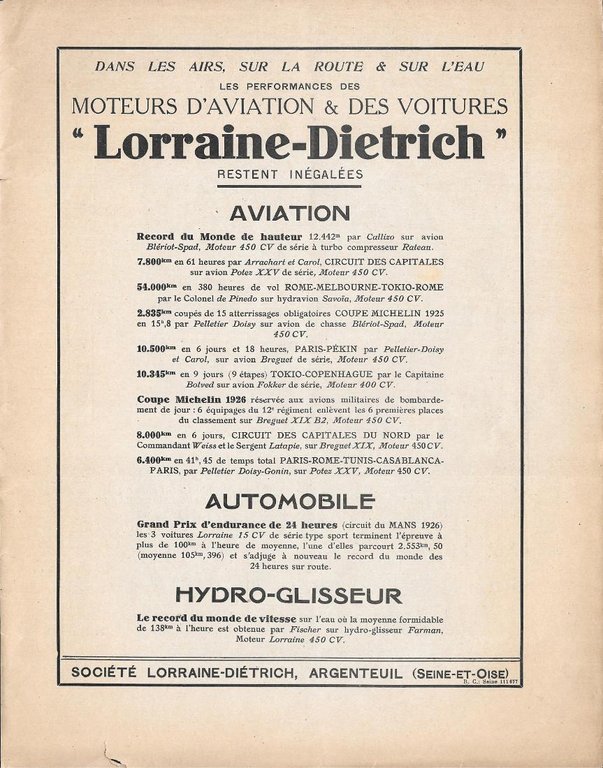 DANS LES AIRS, SUR LA ROUTE & SUR L'EAU
LES PERFORMANCES DES
MOTEURS D'AVIATION & DES VOITURES
"Lorraine-Dietrich"
RESTENT INÉGALÉES
AVIATION
Record du Monde de hauteur 12.442m par Callizo sur avion
Blériot-Spad, Moteur 450 CV de série à turbo compresseur Rateau.
7.800km en 61 heures par Arrachart et Carol, CIRCUIT DES CAPITALES
sur avion Potez XXV de série, Moteur 450 CV.
54.000km en 380 heures de vol ROME-MELBOURNE-TOKIO-ROME
par le Colonel de Pinedo sur hydravion Savoïa, Moteur 450 CV.
2.835km coupés de 15 atterrissages obligatoires COUPE MICHELIN 1925
en 15h,8 par Pelletier Doisy sur avion de chasse Blériot-Spad, Moteur
450 CV.
10.500km en 6 jours et 18 heures, PARIS-PÉKIN par Pelletier-Doisy
et Carol, sur avion Breguet de série, Moteur 450 CV.
10.345km en 9 jours (9 étapes) TOKIO-COPENHAGUE par le Capitaine
Botved sur avion Fokker de série, Moteur 400 CV.
Coupe Michelin 1926 réservée aux avions militaires de bombarde-
ment de jour : 6 équipages du 12e régiment enlèvent les 6 premières places
du classement sur Breguet XIX B2, Moteur 450 CV.
8.000km en 6 jours, CIRCUIT DES CAPITALES DU NORD par le
Commandant Weiss et le Sergent Latapie, sur Breguet XIX, Moteur 450 CV.
6.400km en 41h,45 de temps total PARIS-ROME-TUNIS-CASABLANCA-
PARIS, par Pelletier Doisy-Gonin, sur Potez XXV, Moteur 450 CV.
AUTOMOBILE
Grand Prix d'endurance de 24 heures (circuit du MANS 1926)
les 3 voitures Lorraine 15 CV de série type sport terminent l'épreuve à
plus de 100km à l'heure de moyenne, l'une d'elles parcourt 2.553km,50
(moyenne 105km,396) et s'adjuge à nouveau le record du monde des
24 heures sur route.
HYDRO-GLISSEUR
Le record du monde de vitesse sur l'eau où la moyenne formidable
de 138km à l'heure est obtenue par Fischer sur hydro-glisseur Farman,
Moteur Lorraine 450 CV.
SOCIÉTÉ LORRAINE-DIÉTRICH, ARGENTEUIL (SEINE-ET-OISE)
R. C.: Seine 111477